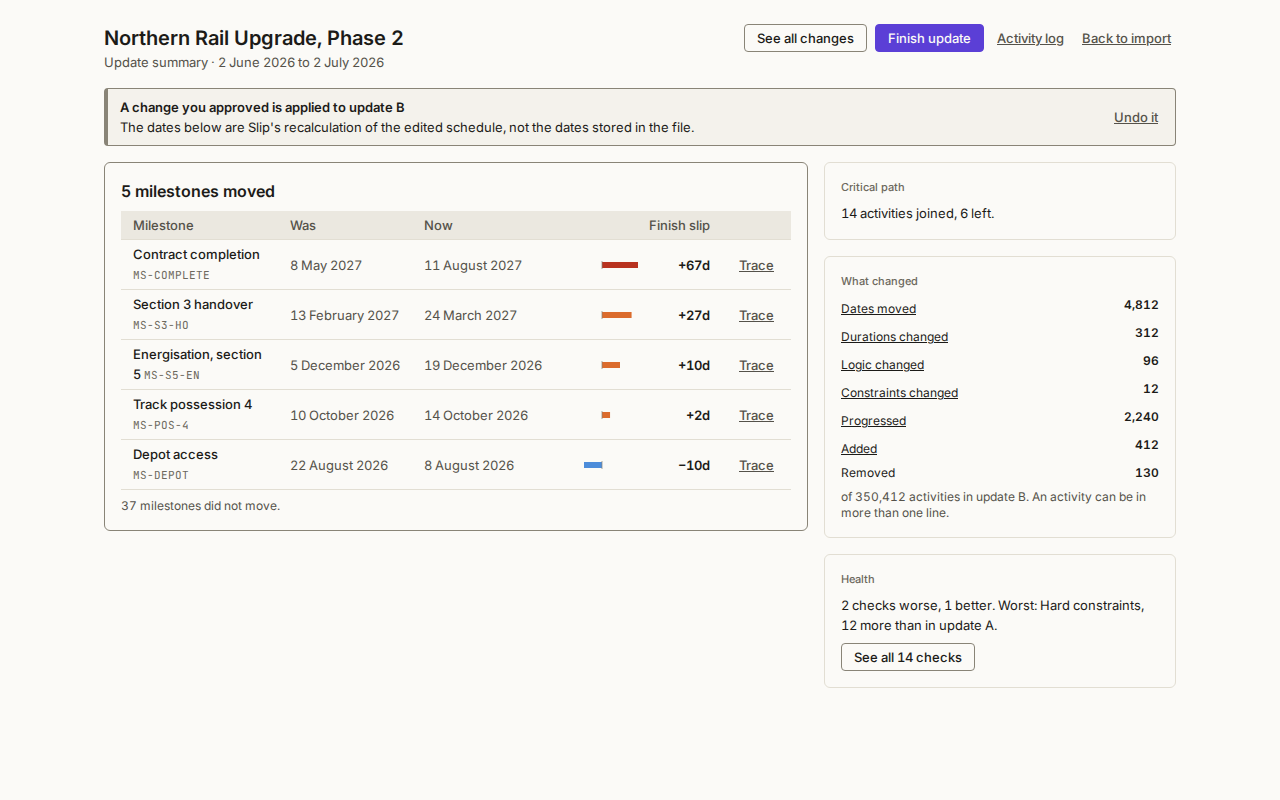 Northern Rail Upgrade, Phase 2
Update summary · 2 June 2026 to 2 July 2026
See all changes
Finish update
Activity log
Back to import
A change you approved is applied to update B
The dates below are Slip's recalculation of the edited schedule, not the dates stored in the file.
Undo it
5 milestones moved
Milestone Was Now Finish slip
Contract completion
MS-COMPLETE
8 May 2027 11 August 2027 +67d Trace
Section 3 handover
MS-S3-HO
13 February 2027 24 March 2027 +27d Trace
Energisation, section
5 MS-S5-EN
5 December 2026 19 December 2026 +10d Trace
Track possession 4
MS-POS-4
10 October 2026 14 October 2026 +2d Trace
Depot access
MS-DEPOT
22 August 2026 8 August 2026 −10d Trace
37 milestones did not move.
Critical path
14 activities joined, 6 left.
What changed
Dates moved 4,812
Durations changed 312
Logic changed 96
Constraints changed 12
Progressed 2,240
Added 412
Removed 130
of 350,412 activities in update B. An activity can be in
more than one line.
Health
2 checks worse, 1 better. Worst: Hard constraints,
12 more than in update A.
See all 14 checks